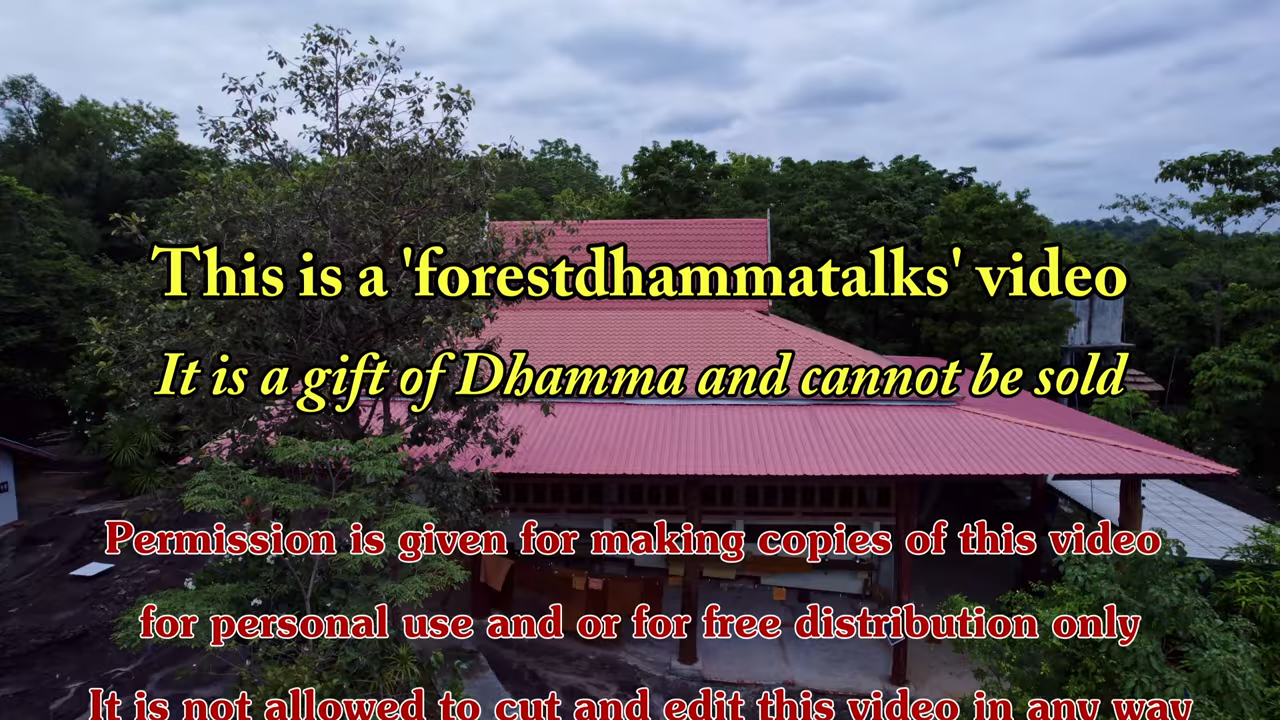 This is a 'forestdhammatalks' video
It is a gift of Dhamma and cannot be sold
Permission is given for making copies of this video
for personal use and or for free distribution only
It is not allowed to cut and edit this video in any way